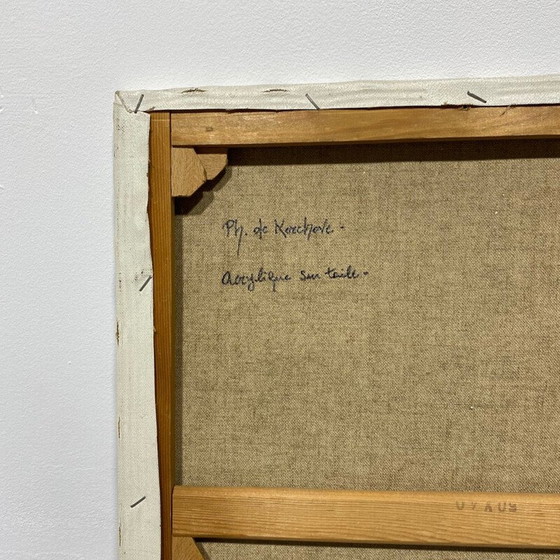 Ph. de Kerchove -
acrylique sur toile -